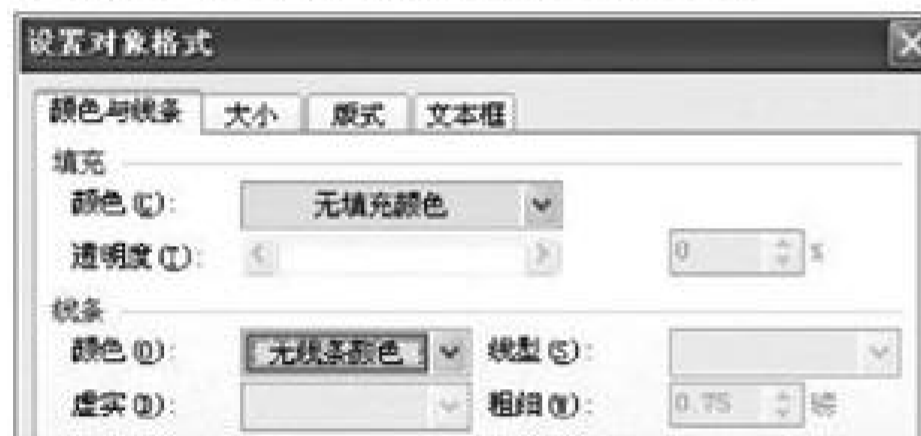 设置对象格式
颜色与线条 大小 版式 文本框
填充
颜色(C): 无填充颜色
透明度(T): 0 %
线条
颜色(O): 无线条颜色 线型(S):
虚实(D): 粗细(W): 0.75 磅